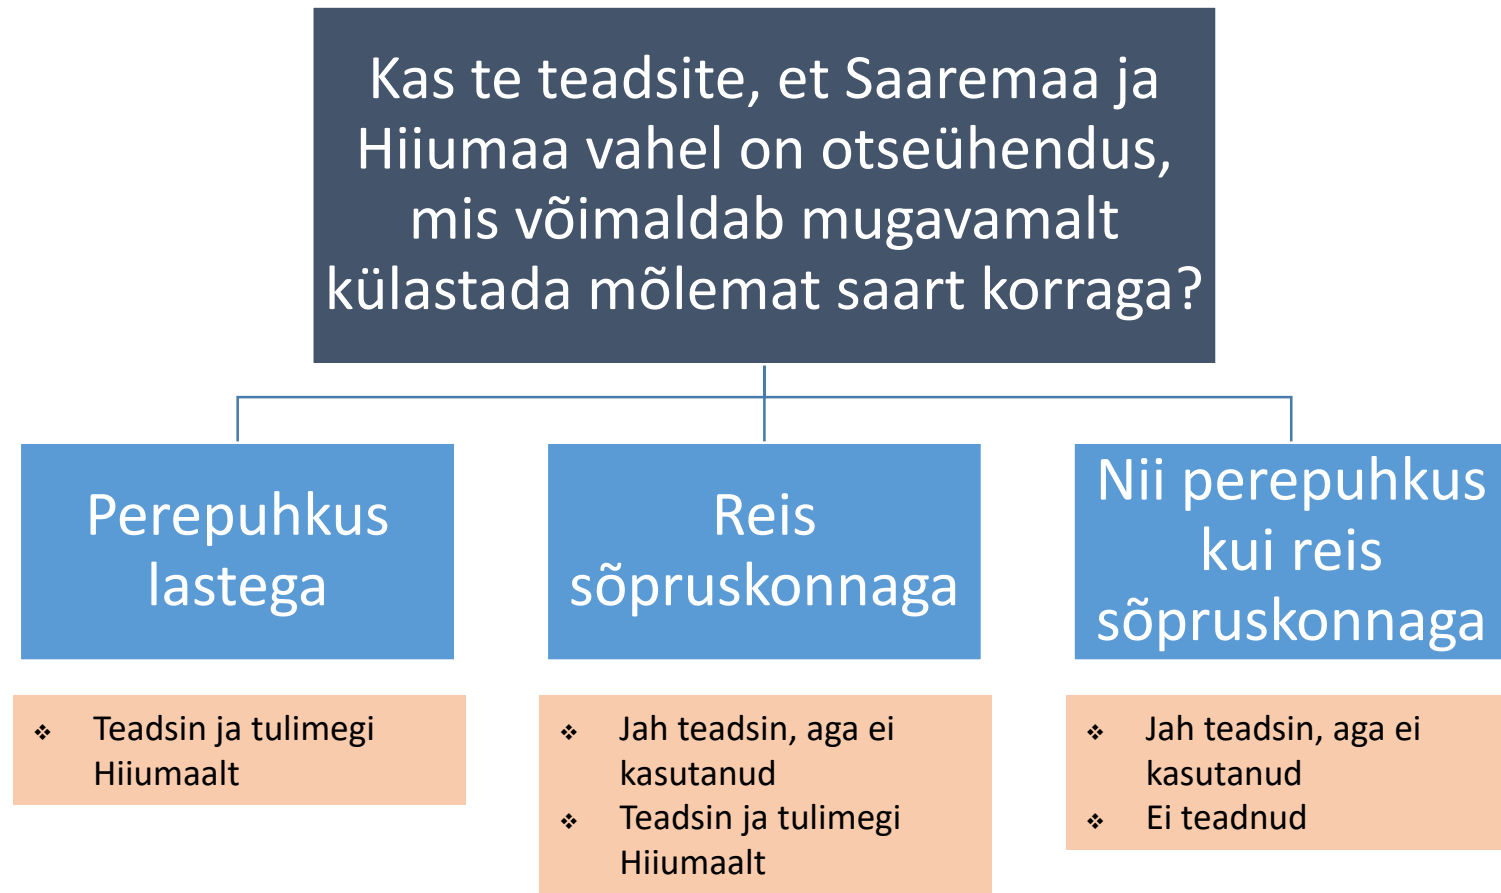 Kas te teadsite, et Saaremaa ja
Hiiumaa vahel on otseühendus,
mis võimaldab mugavamalt
külastada mõlemat saart korraga?
Perepuhkus
lastega
Reis
sõpruskonnaga
Nii perepuhkus
kui reis
sõpruskonnaga
❖ Teadsin ja tulimegi
Hiiumaalt
❖ Jah teadsin, aga ei
kasutanud
❖ Teadsin ja tulimegi
Hiiumaalt
❖ Jah teadsin, aga ei
kasutanud
❖ Ei teadnud